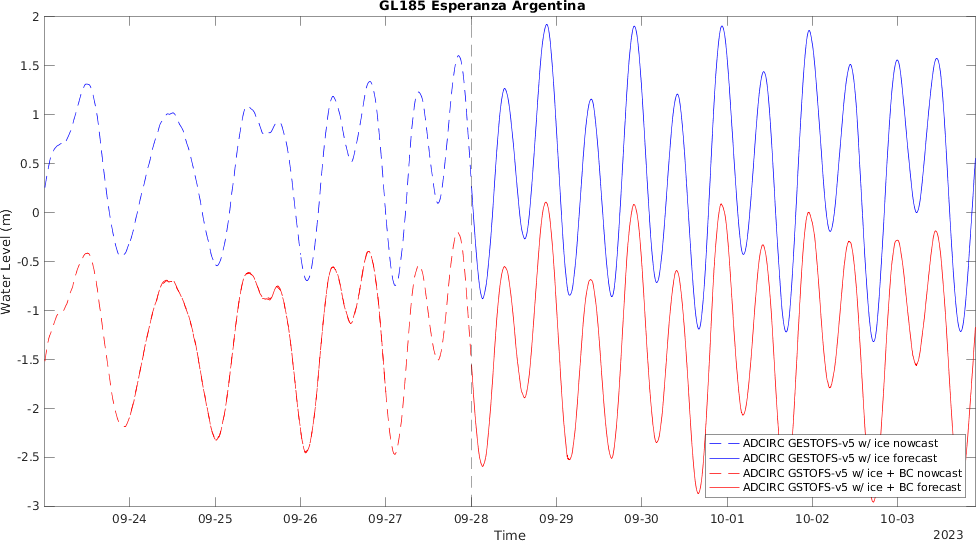 GL185 Esperanza Argentina
2
1.5
1
0.5
0
-0.5
-1
-1.5
-2
-2.5
-3
Water Level (m)
ADCIRC GESTOFS-v5 w/ ice nowcast
ADCIRC GESTOFS-v5 w/ ice forecast
ADCIRC GSTOFS-v5 w/ ice + BC nowcast
ADCIRC GSTOFS-v5 w/ ice + BC forecast
09-24 09-25 09-26 09-27 09-28 09-29 09-30 10-01 10-02 10-03
Time
2023